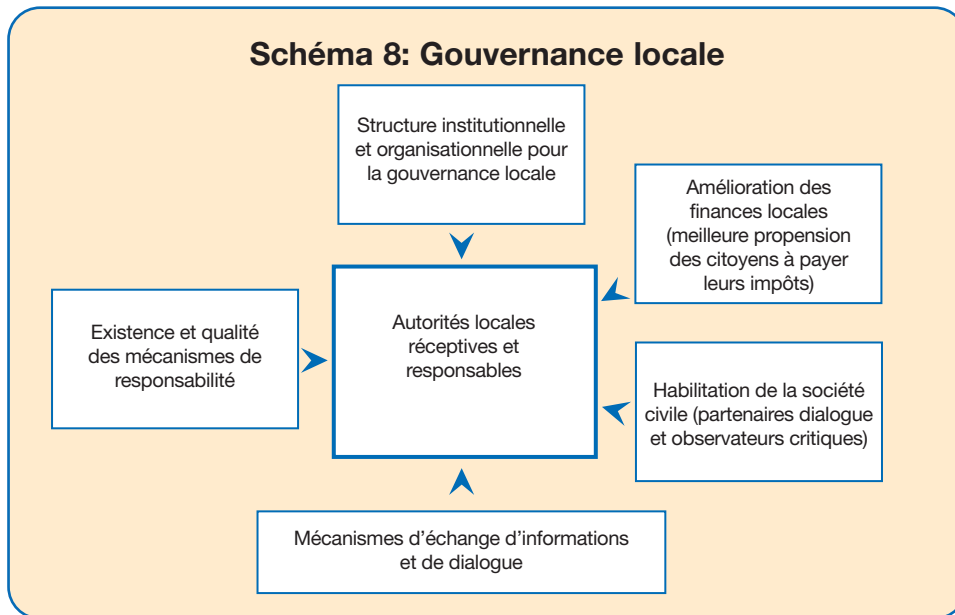 Schéma 8: Gouvernance locale
Structure institutionnelle
et organisationnelle pour
la gouvernance locale
Amélioration des
finances locales
(meilleure propension
des citoyens à payer
leurs impôts)
Existence et qualité
des mécanismes de
responsabilité
Autorités locales
réceptives et
responsables
Habilitation de la société
civile (partenaires dialogue
et observateurs critiques)
Mécanismes d'échange d'informations
et de dialogue